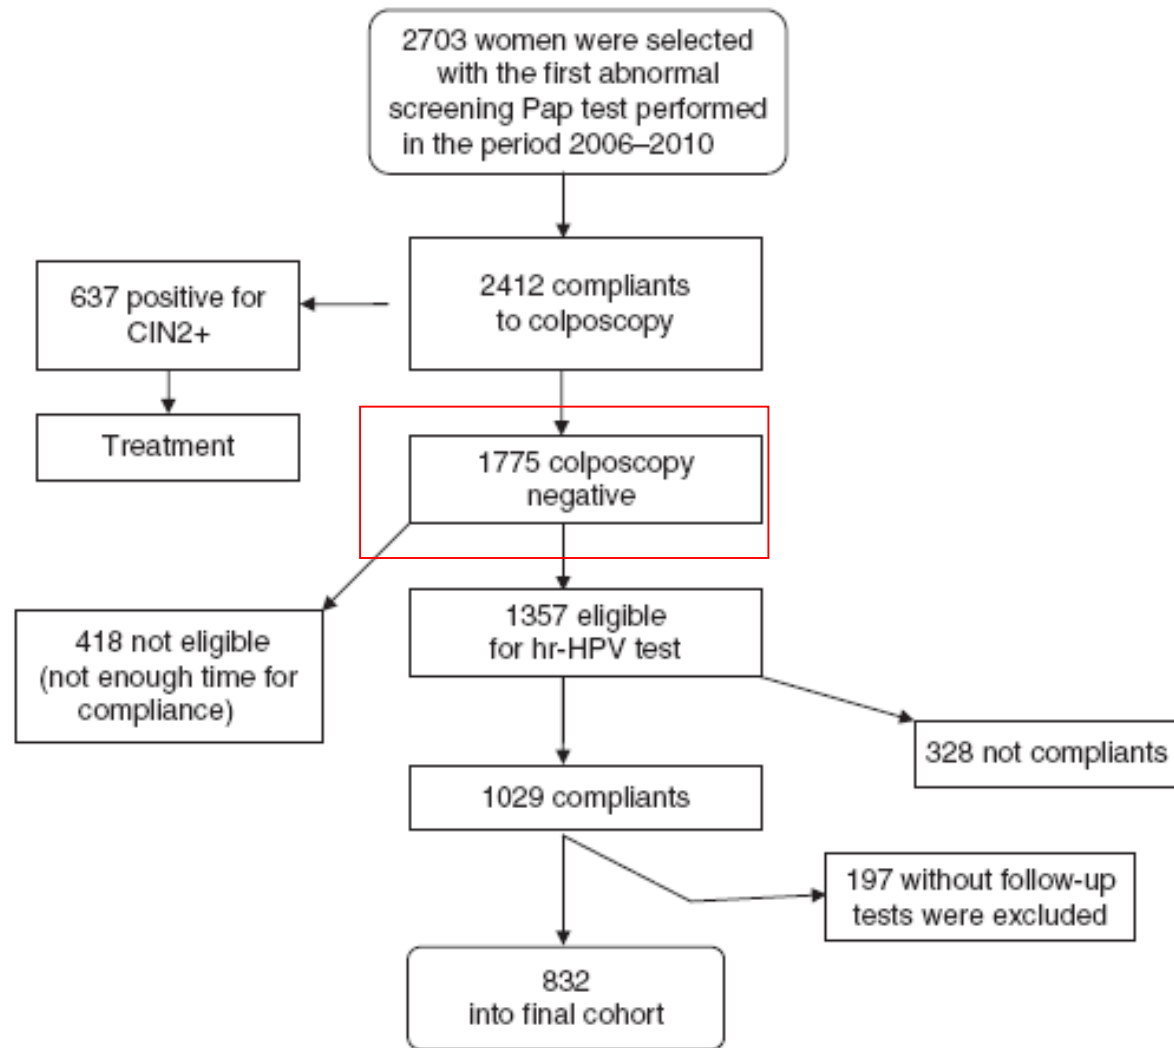 2703 women were selected
with the first abnormal
screening Pap test performed
in the period 2006–2010
2412 compliants
to colposcopy
637 positive for
CIN2+
Treatment
1775 colposcopy
negative
418 not eligible
(not enough time for
compliance)
1357 eligible
for hr-HPV test
328 not compliants
1029 compliants
197 without follow-up
tests were excluded
832
into final cohort